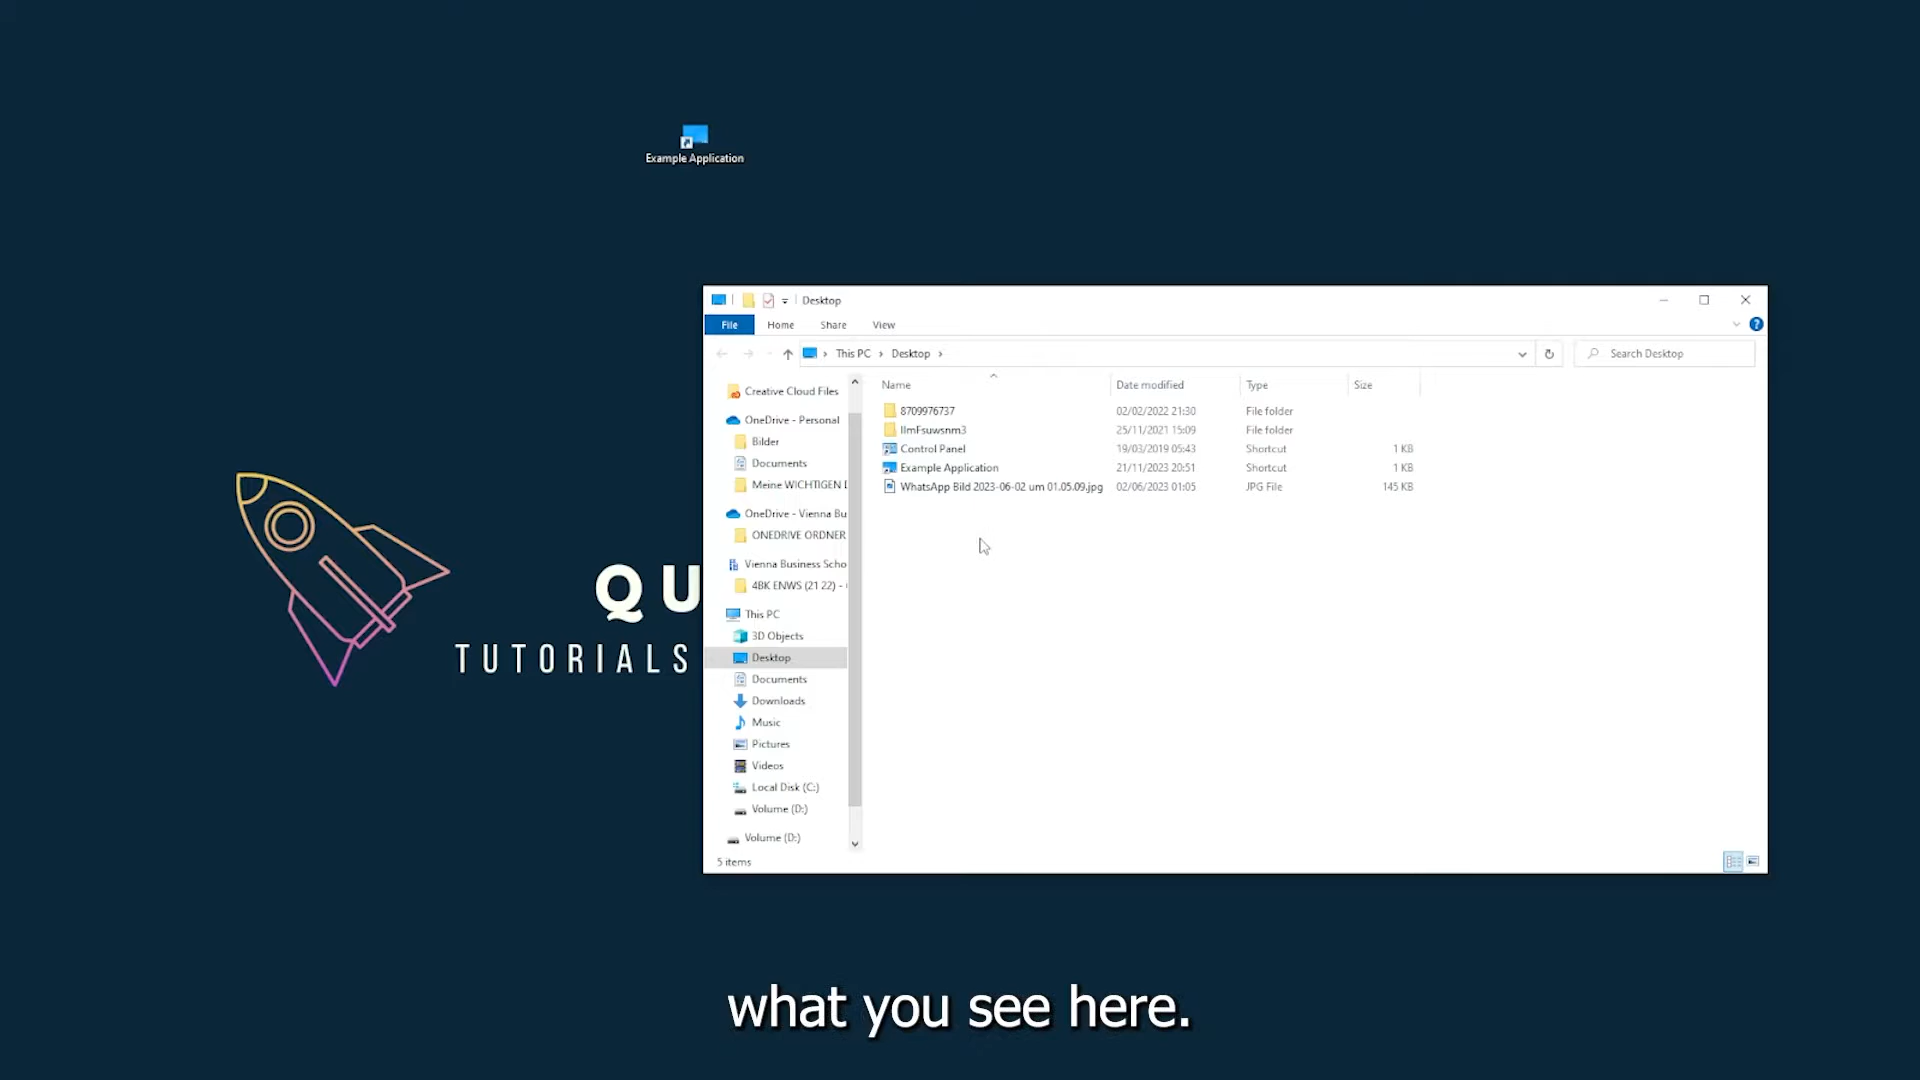 Example Application
QU
TUTORIALS
Desktop
File Home Share View
This PC Desktop
Search Desktop
Name Date modified Type Size
8709976737 02/02/2022 21:30 File folder
25/11/2021 15:09 File folder
Control Panel 19/03/2019 05:43 Shortcut 1 KB
Example Application 21/11/2023 20:51 Shortcut 1 KB
WhatsApp Bild 2023-06-02 um 01.05.09.jpg 02/06/2023 01:05 JPG File 145 KB
Creative Cloud Files
OneDrive - Personal
Bilder
Documents
Meine WICHTIGEN
OneDrive - Vienna Bu
ONEDRIVE ORDNER
Vienna Business Scho
4BK ENWS (21 22) -
This PC
3D Objects
Desktop
Documents
Downloads
Music
Pictures
Videos
Local Disk (C:)
Volume (D:)
Volume (D:)
5 items
what you see here.